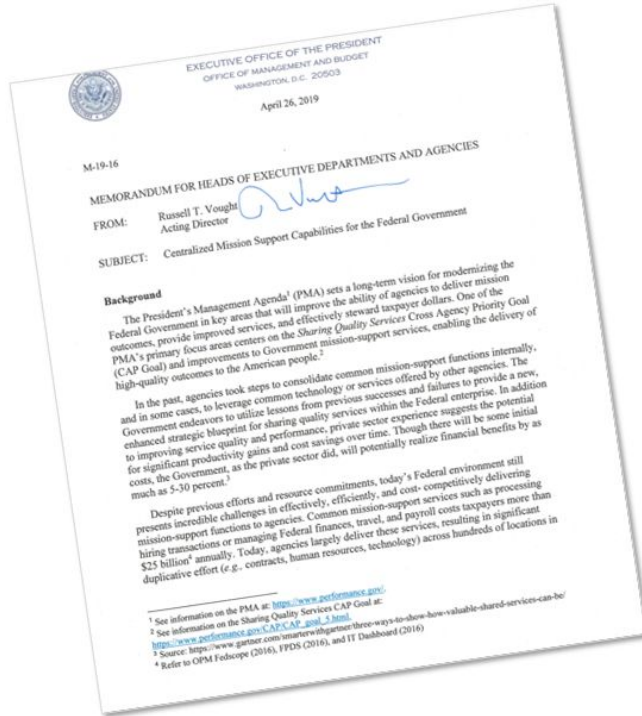 EXECUTIVE OFFICE OF THE PRESIDENT
OFFICE OF MANAGEMENT AND BUDGET
WASHINGTON, D.C. 20503
April 26, 2019
M-19-16
MEMORANDUM FOR HEADS OF EXECUTIVE DEPARTMENTS AND AGENCIES
FROM: Russell T. Vought
Acting Director
SUBJECT: Centralized Mission Support Capabilities for the Federal Government
Background
The President's Management Agenda¹ (PMA) sets a long-term vision for modernizing the
Federal Government in key areas that will improve the ability of agencies to deliver mission
outcomes, provide improved services, and effectively steward taxpayer dollars. One of the
PMA's primary focus areas centers on the Sharing Quality Services Cross Agency Priority Goal
(CAP Goal) and improvements to Government mission-support services, enabling the delivery of
high-quality outcomes to the American people.²
In the past, agencies took steps to consolidate common mission-support functions internally,
and in some cases, to leverage common technology or services offered by other agencies. The
Government endeavors to utilize lessons from previous successes and failures to provide a new,
enhanced strategic blueprint for sharing quality services within the Federal enterprise. In addition
to improving service quality and performance, private sector experience suggests the potential
for significant productivity gains and cost savings over time. Though there will be some initial
costs, the Government, as the private sector did, will potentially realize financial benefits by as
much as 5-30 percent.³
Despite previous efforts and resource commitments, today's Federal environment still
presents incredible challenges in effectively, efficiently, and cost- competitively delivering
mission-support functions to agencies. Common mission-support services such as processing
hiring transactions or managing Federal finances, travel, and payroll costs taxpayers more than
$25 billion⁴ annually. Today, agencies largely deliver these services, resulting in significant
duplicative effort (e.g., contracts, human resources, technology) across hundreds of locations in
¹ See information on the PMA at: https://www.performance.gov/.
² See information on the Sharing Quality Services CAP Goal at:
https://www.performance.gov/CAP/CAP_goal_5.html.
³ Source: https://www.gartner.com/smarterwithgartner/three-ways-to-show-how-valuable-shared-services-can-be/
⁴ Refer to OPM Fedscope (2016), FPDS (2016), and IT Dashboard (2016)